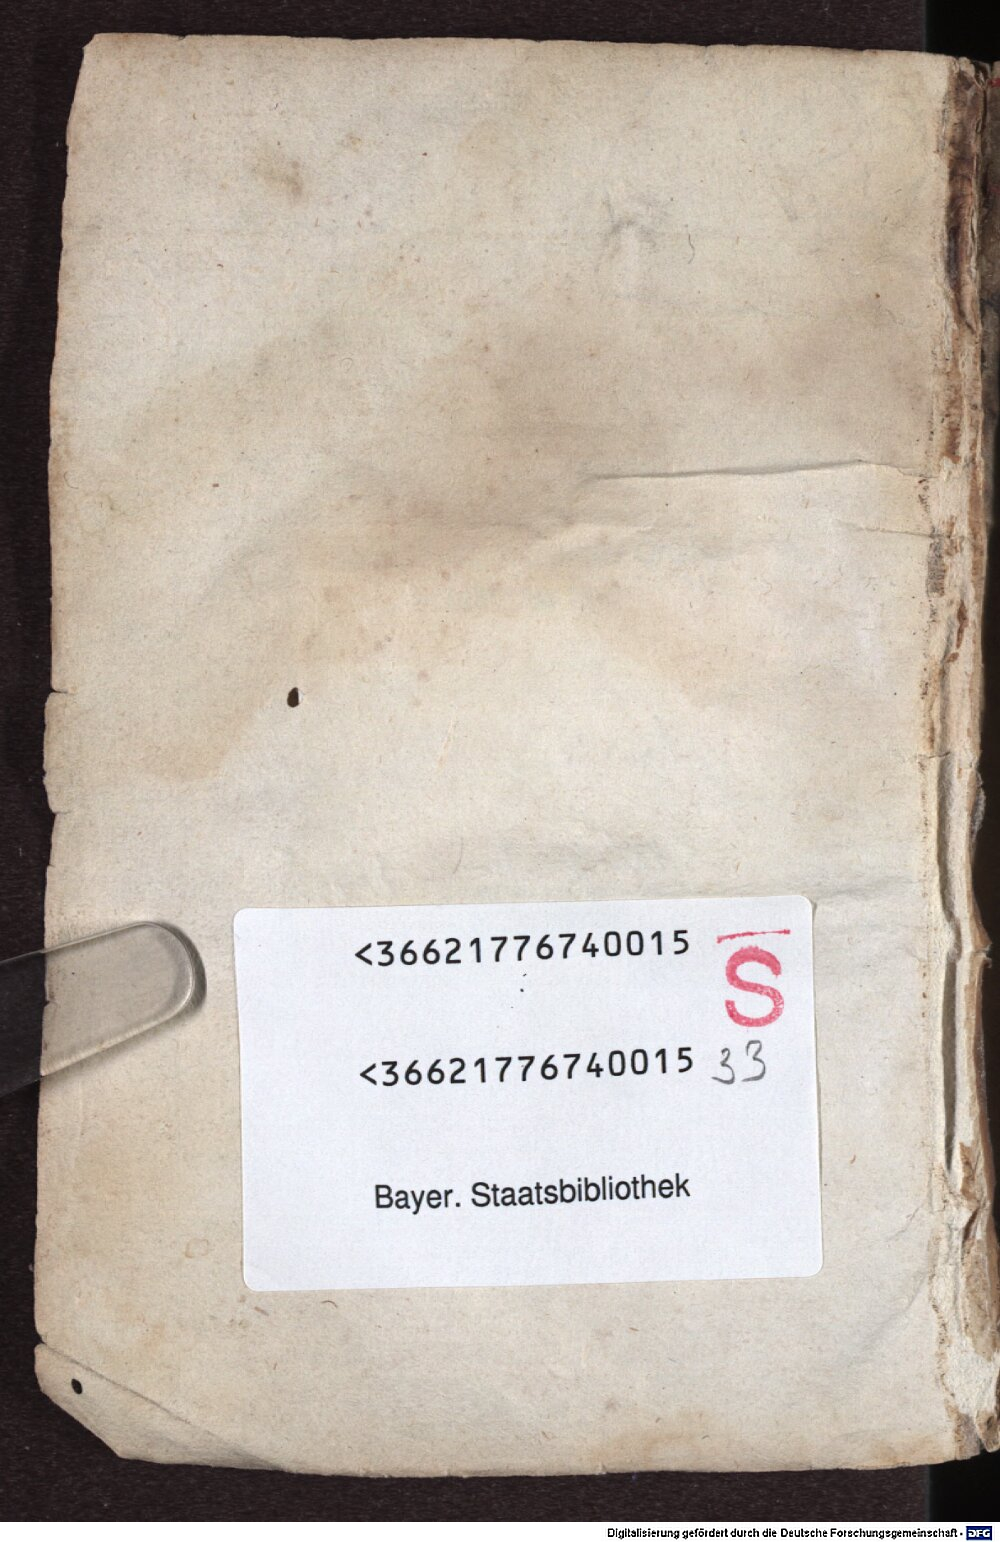 <36621776740015
S
<36621776740015 33
Bayer. Staatsbibliothek
Digitalisierung gefördert durch die Deutsche Forschungsgemeinschaft - DFG